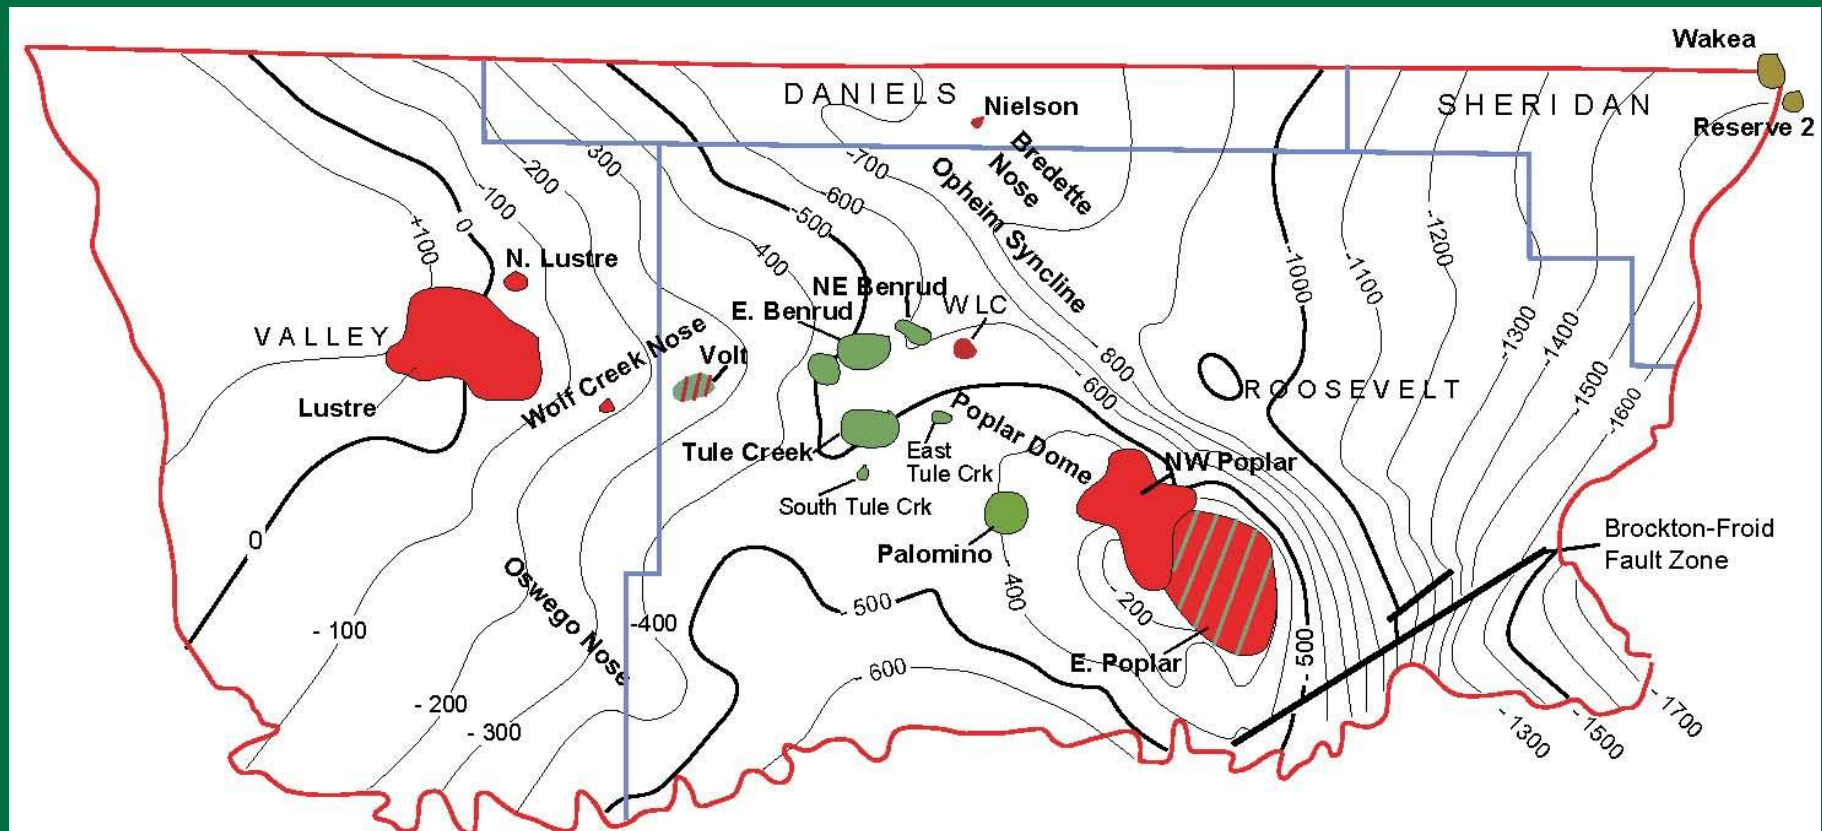 Wakea
DANIELS
Nielson
SHERIDAN
Reserve 2
Bredette
Nose
-700
300
-200
-100
-600
Opheim Syncline
-500
+100
0
-400
-1000
-1100
-1200
N. Lustre
NE Benrud
WLC
E. Benrud
VALLEY
Wolf Creek Nose
Volt
-1300
-1400
800
- 600
-1500
-1600
ROOSEVELT
Lustre
Poplar Dome
Tule Creek
East
Tule Crk
NW Poplar
South Tule Crk
Palomino
Brockton-Froid
Fault Zone
0
Oswego Nose
- 400
- 200
- 500
- 100
-400
- 500
E. Poplar
- 600
- 200
- 300
- 1300
- 1500
- 1700